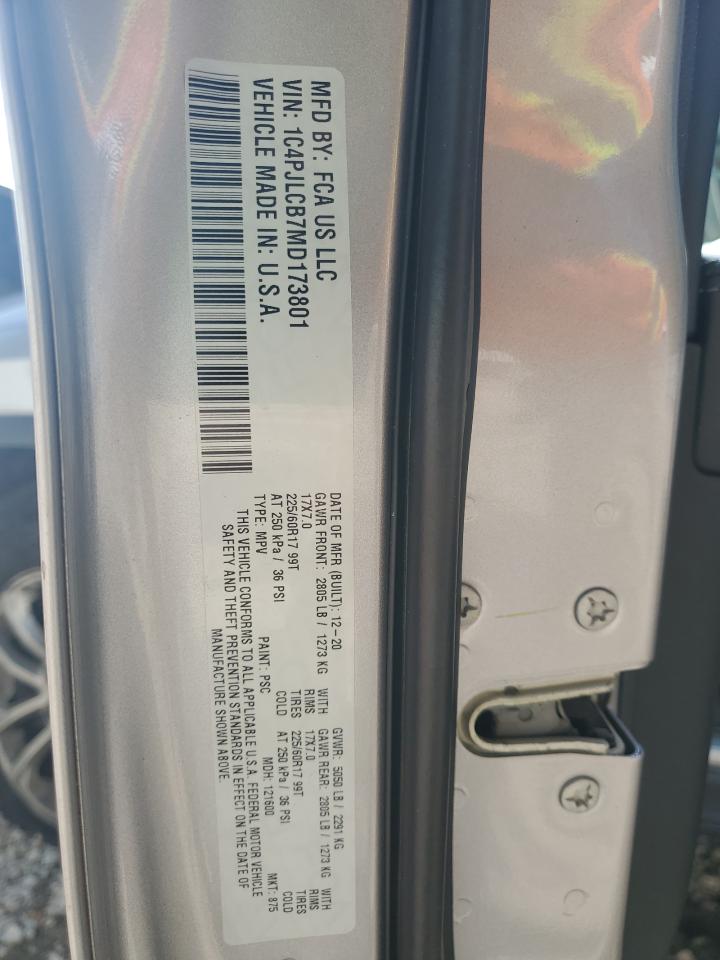 MFD BY: FCA US LLC
VIN: 1C4PJLCB7MD173801
VEHICLE MADE IN: U.S.A.
DATE OF MFR (BUILT): 12-20 GVWR: 5050 LB / 2291 KG
GAWR FRONT: 2805 LB / 1273 KG WITH GAWR REAR: 2805 LB / 1273 KG WITH
17X7.0 RIMS 17X7.0 RIMS
225/60R17 99T TIRES 225/60R17 99T TIRES
AT 250 kPa / 36 PSI COLD AT 250 kPa / 36 PSI COLD
TYPE: MPV PAINT: PSC MDH: 121600 MKT: 875
THIS VEHICLE CONFORMS TO ALL APPLICABLE U.S.A. FEDERAL MOTOR VEHICLE
SAFETY AND THEFT PREVENTION STANDARDS IN EFFECT ON THE DATE OF
MANUFACTURE SHOWN ABOVE.